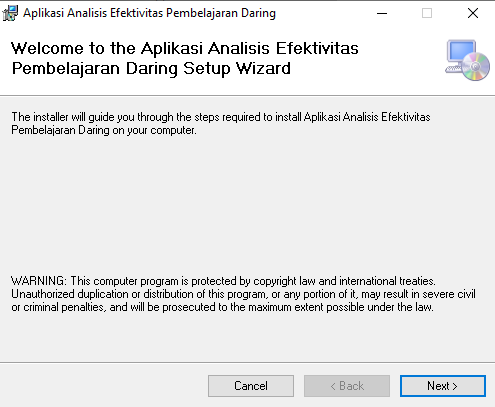 Aplikasi Analisis Efektivitas Pembelajaran Daring
Welcome to the Aplikasi Analisis Efektivitas
Pembelajaran Daring Setup Wizard
The installer will guide you through the steps required to install Aplikasi Analisis Efektivitas
Pembelajaran Daring on your computer.
WARNING: This computer program is protected by copyright law and international treaties.
Unauthorized duplication or distribution of this program, or any portion of it, may result in severe civil
or criminal penalties, and will be prosecuted to the maximum extent possible under the law.
Cancel
< Back
Next >